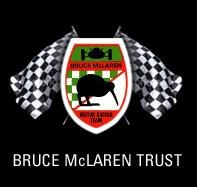 BRUCE McLAREN
MOTOR RACING
TEAM
BRUCE McLAREN TRUST